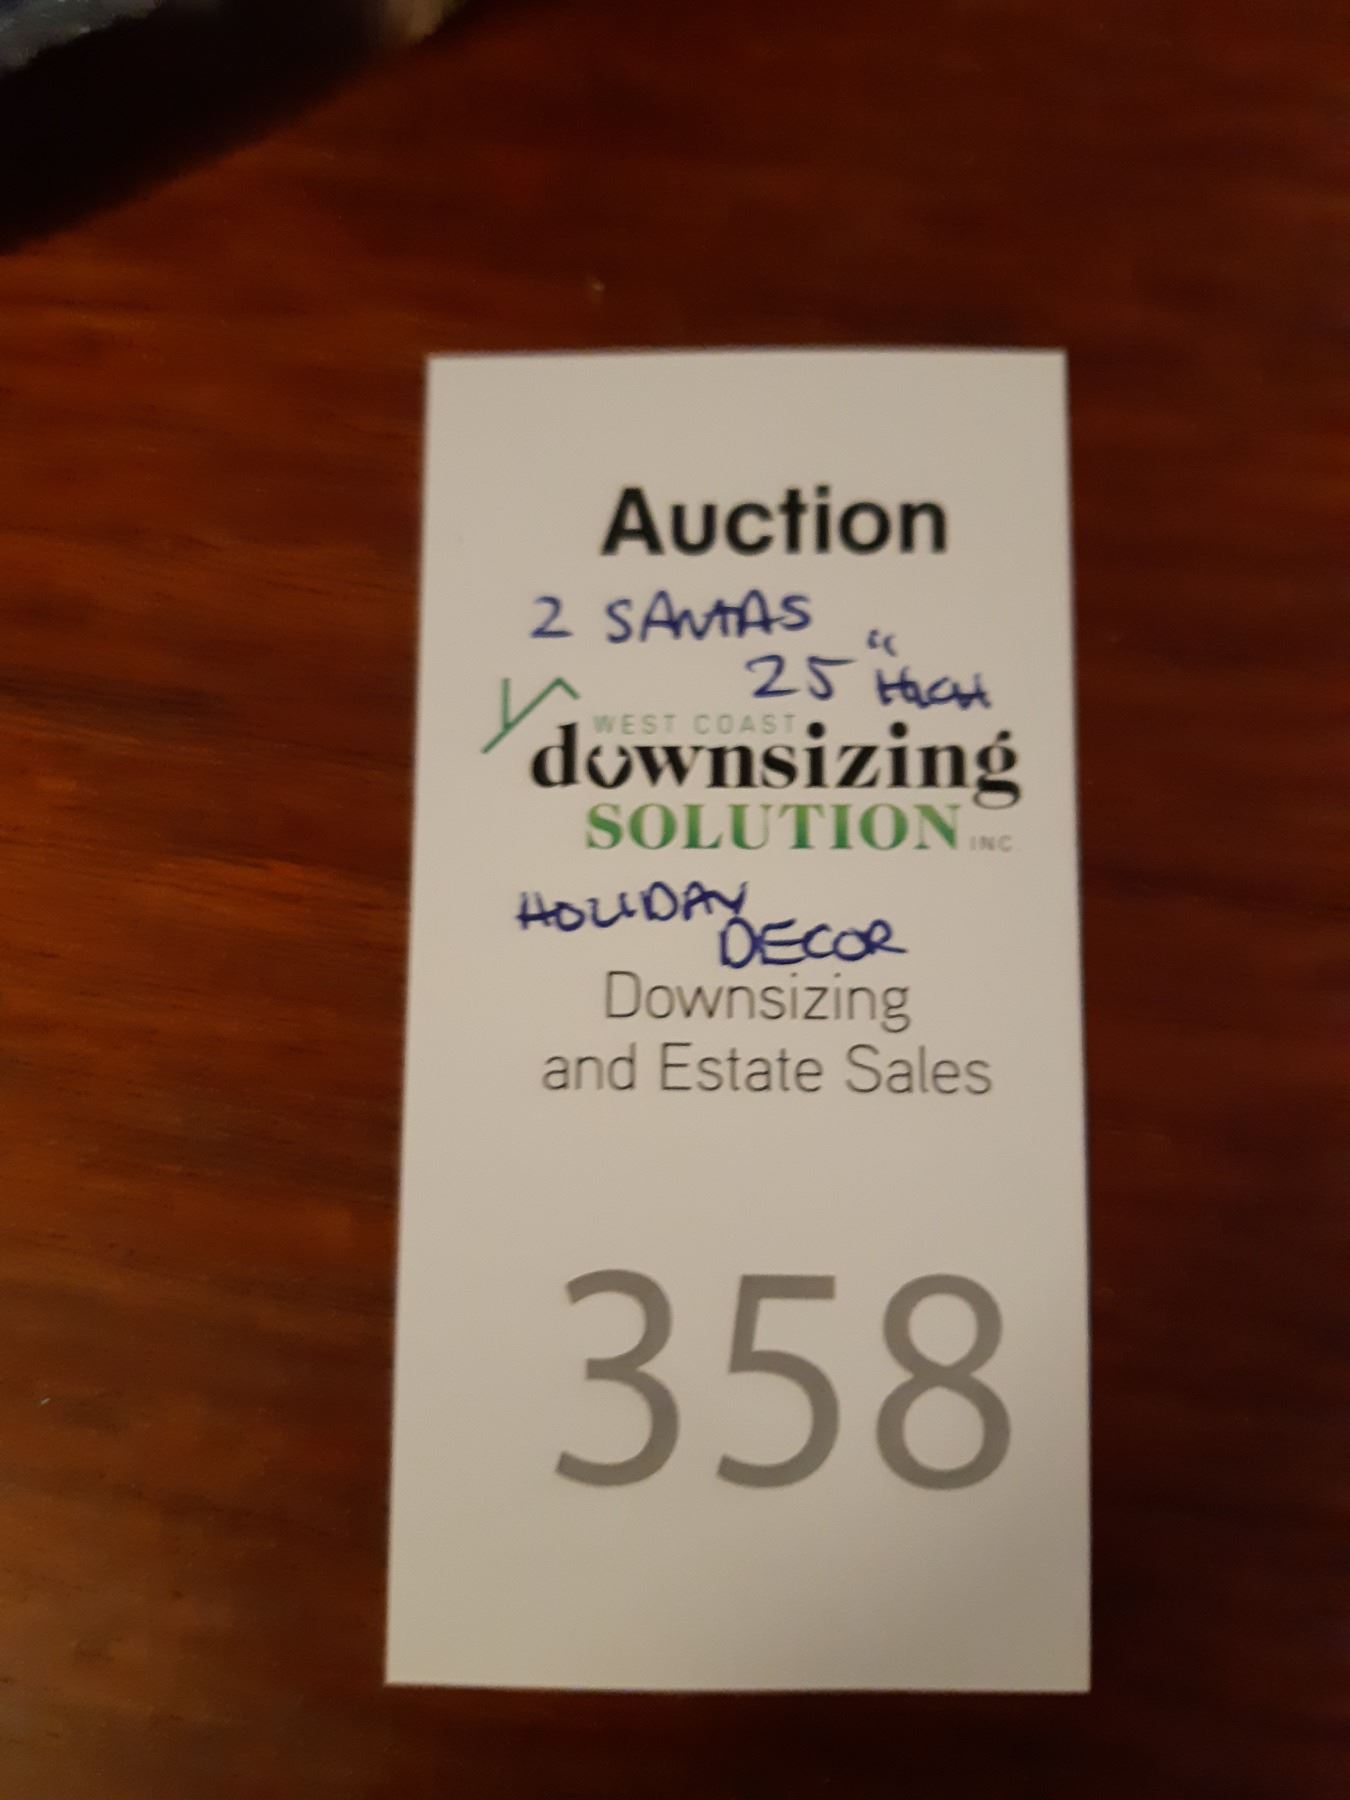 Auction
2 SANTAS
25" HIGH
WEST COAST
downsizing
SOLUTION INC.
HOLIDAY
DECOR
Downsizing
and Estate Sales
358